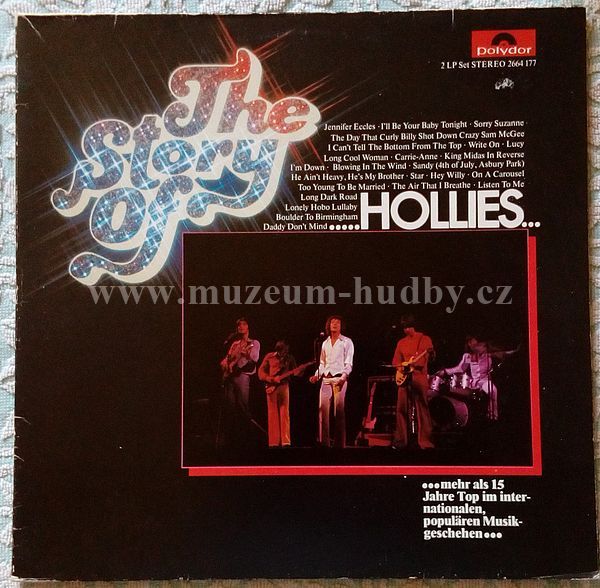 The
Story
Of
polydor
2 LP Set STEREO 2664 177
Jennifer Eccles · I'll Be Your Baby Tonight · Sorry Suzanne ·
The Day That Curly Billy Shot Down Crazy Sam McGee
I Can't Tell The Bottom From The Top · Write On · Lucy
Long Cool Woman · Carrie-Anne · King Midas In Reverse
I'm Down · Blowing In The Wind · Sandy (4th of July, Asbury Park)
He Ain't Heavy, He's My Brother · Star · Hey Willy · On A Carousel
Too Young To Be Married · The Air That I Breathe · Listen To Me
Long Dark Road
Lonely Hobo Lullaby
Boulder To Birmingham
Daddy Don't Mind .....HOLLIES...
www.muzeum-hudby.cz
...mehr als 15
Jahre Top im inter-
nationalen,
populären Musik-
geschehen...